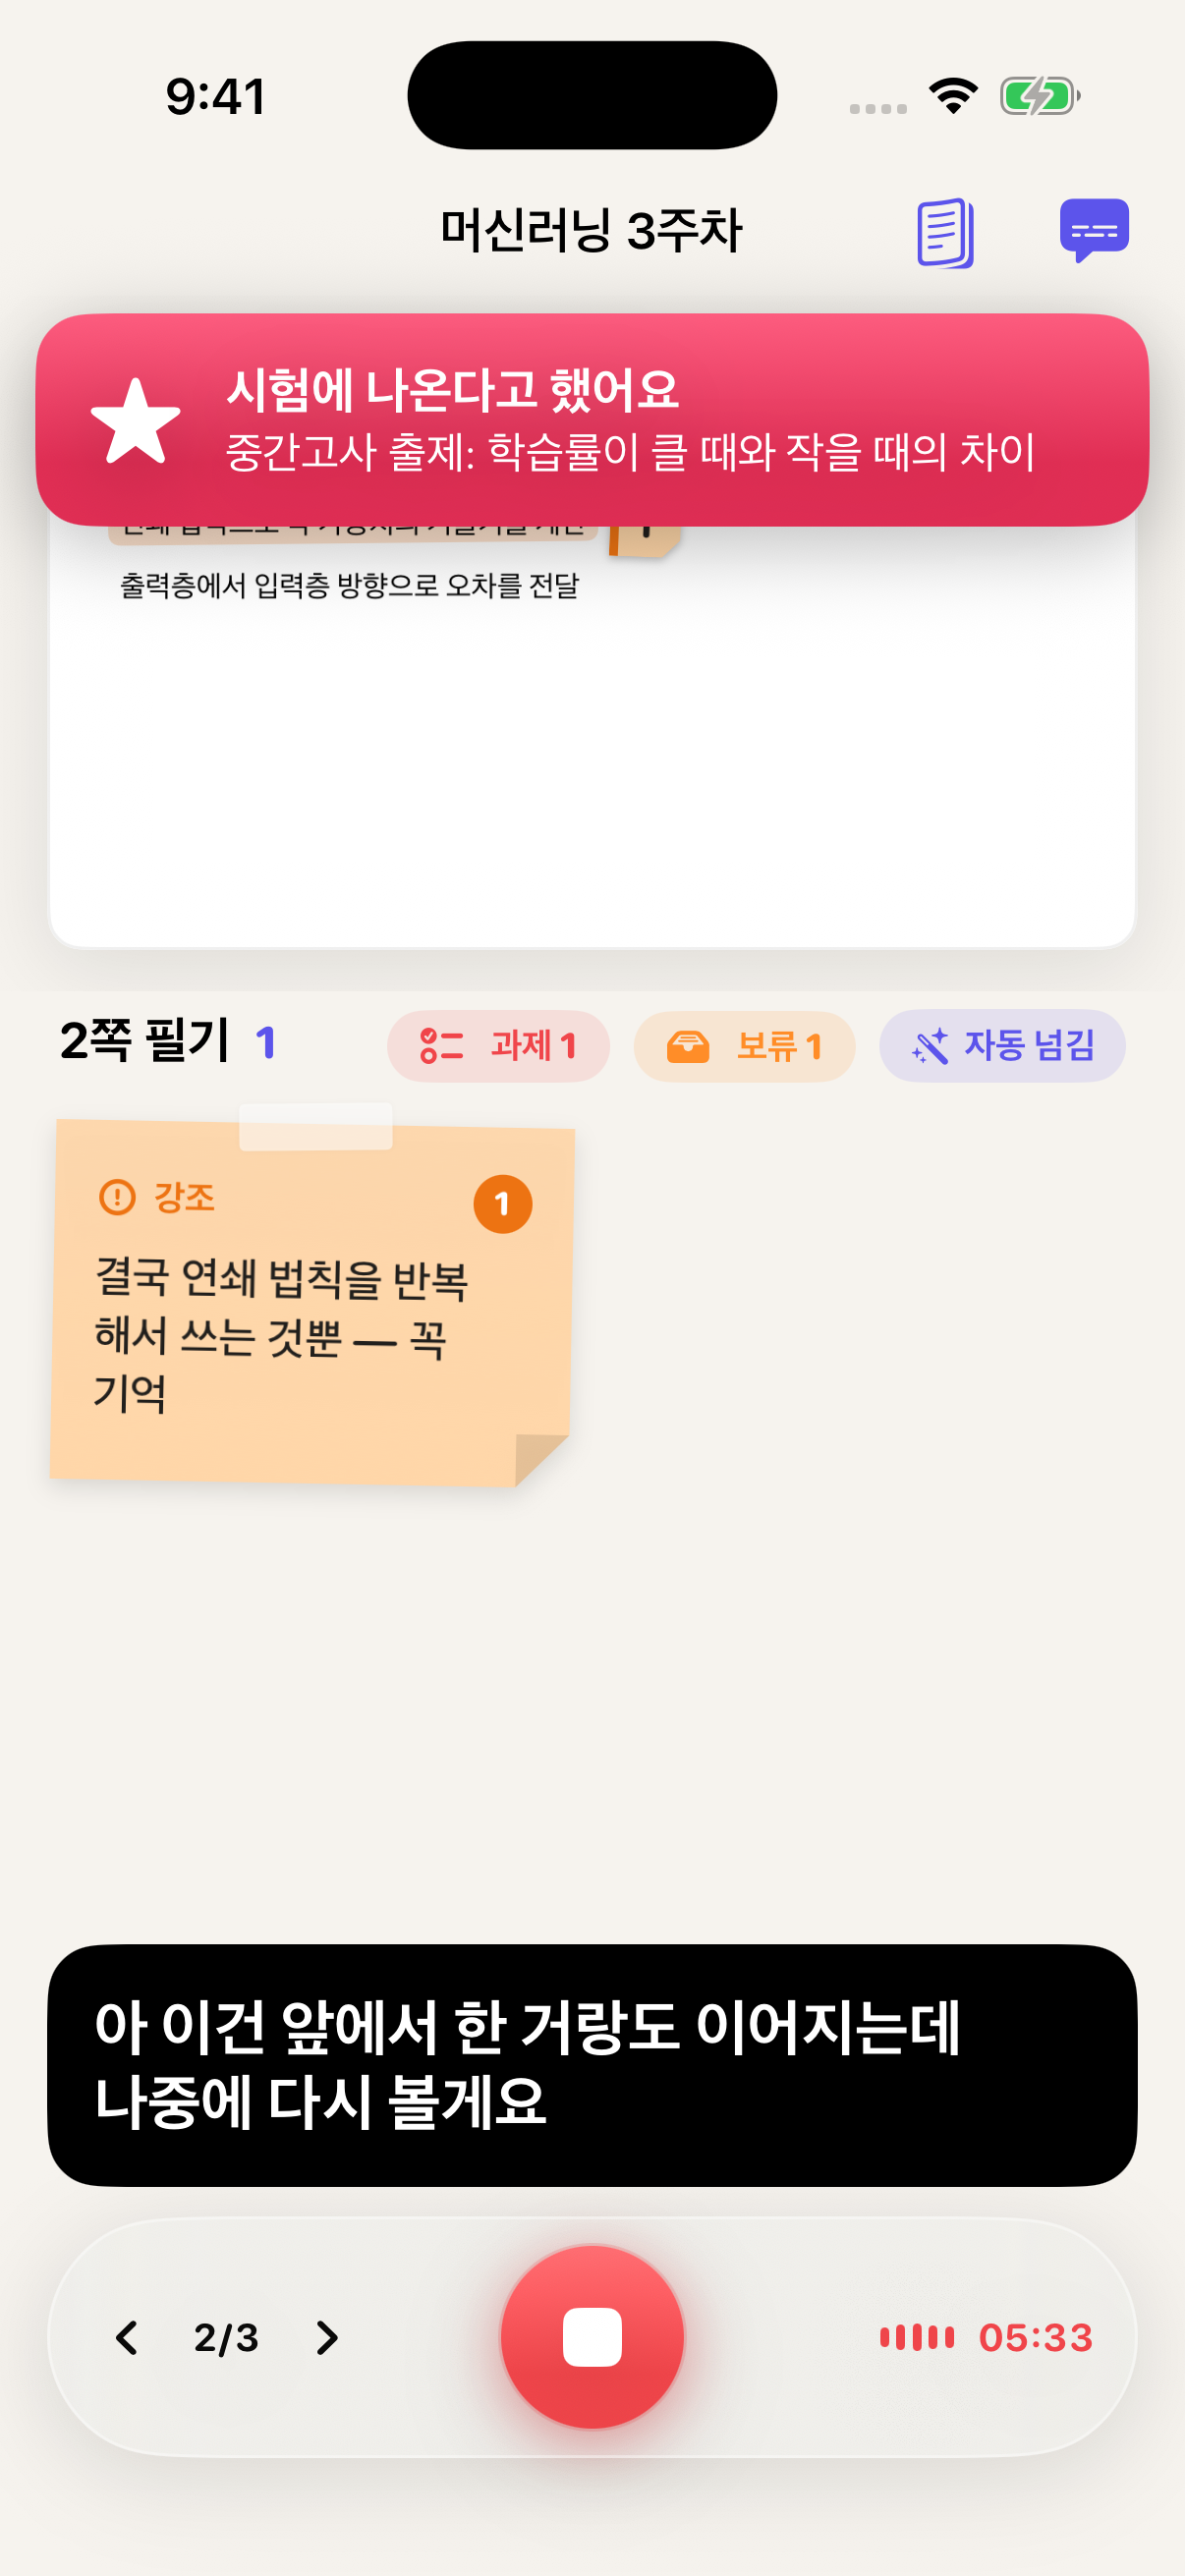 9:41
머신러닝 3주차
시험에 나온다고 했어요
중간고사 출제: 학습률이 클 때와 작을 때의 차이
출력층에서 입력층 방향으로 오차를 전달
2쪽 필기 1
과제 1
보류 1
자동 넘김
강조
1
결국 연쇄 법칙을 반복
해서 쓰는 것뿐 — 꼭
기억
아 이건 앞에서 한 거랑도 이어지는데
나중에 다시 볼게요
2/3
05:33